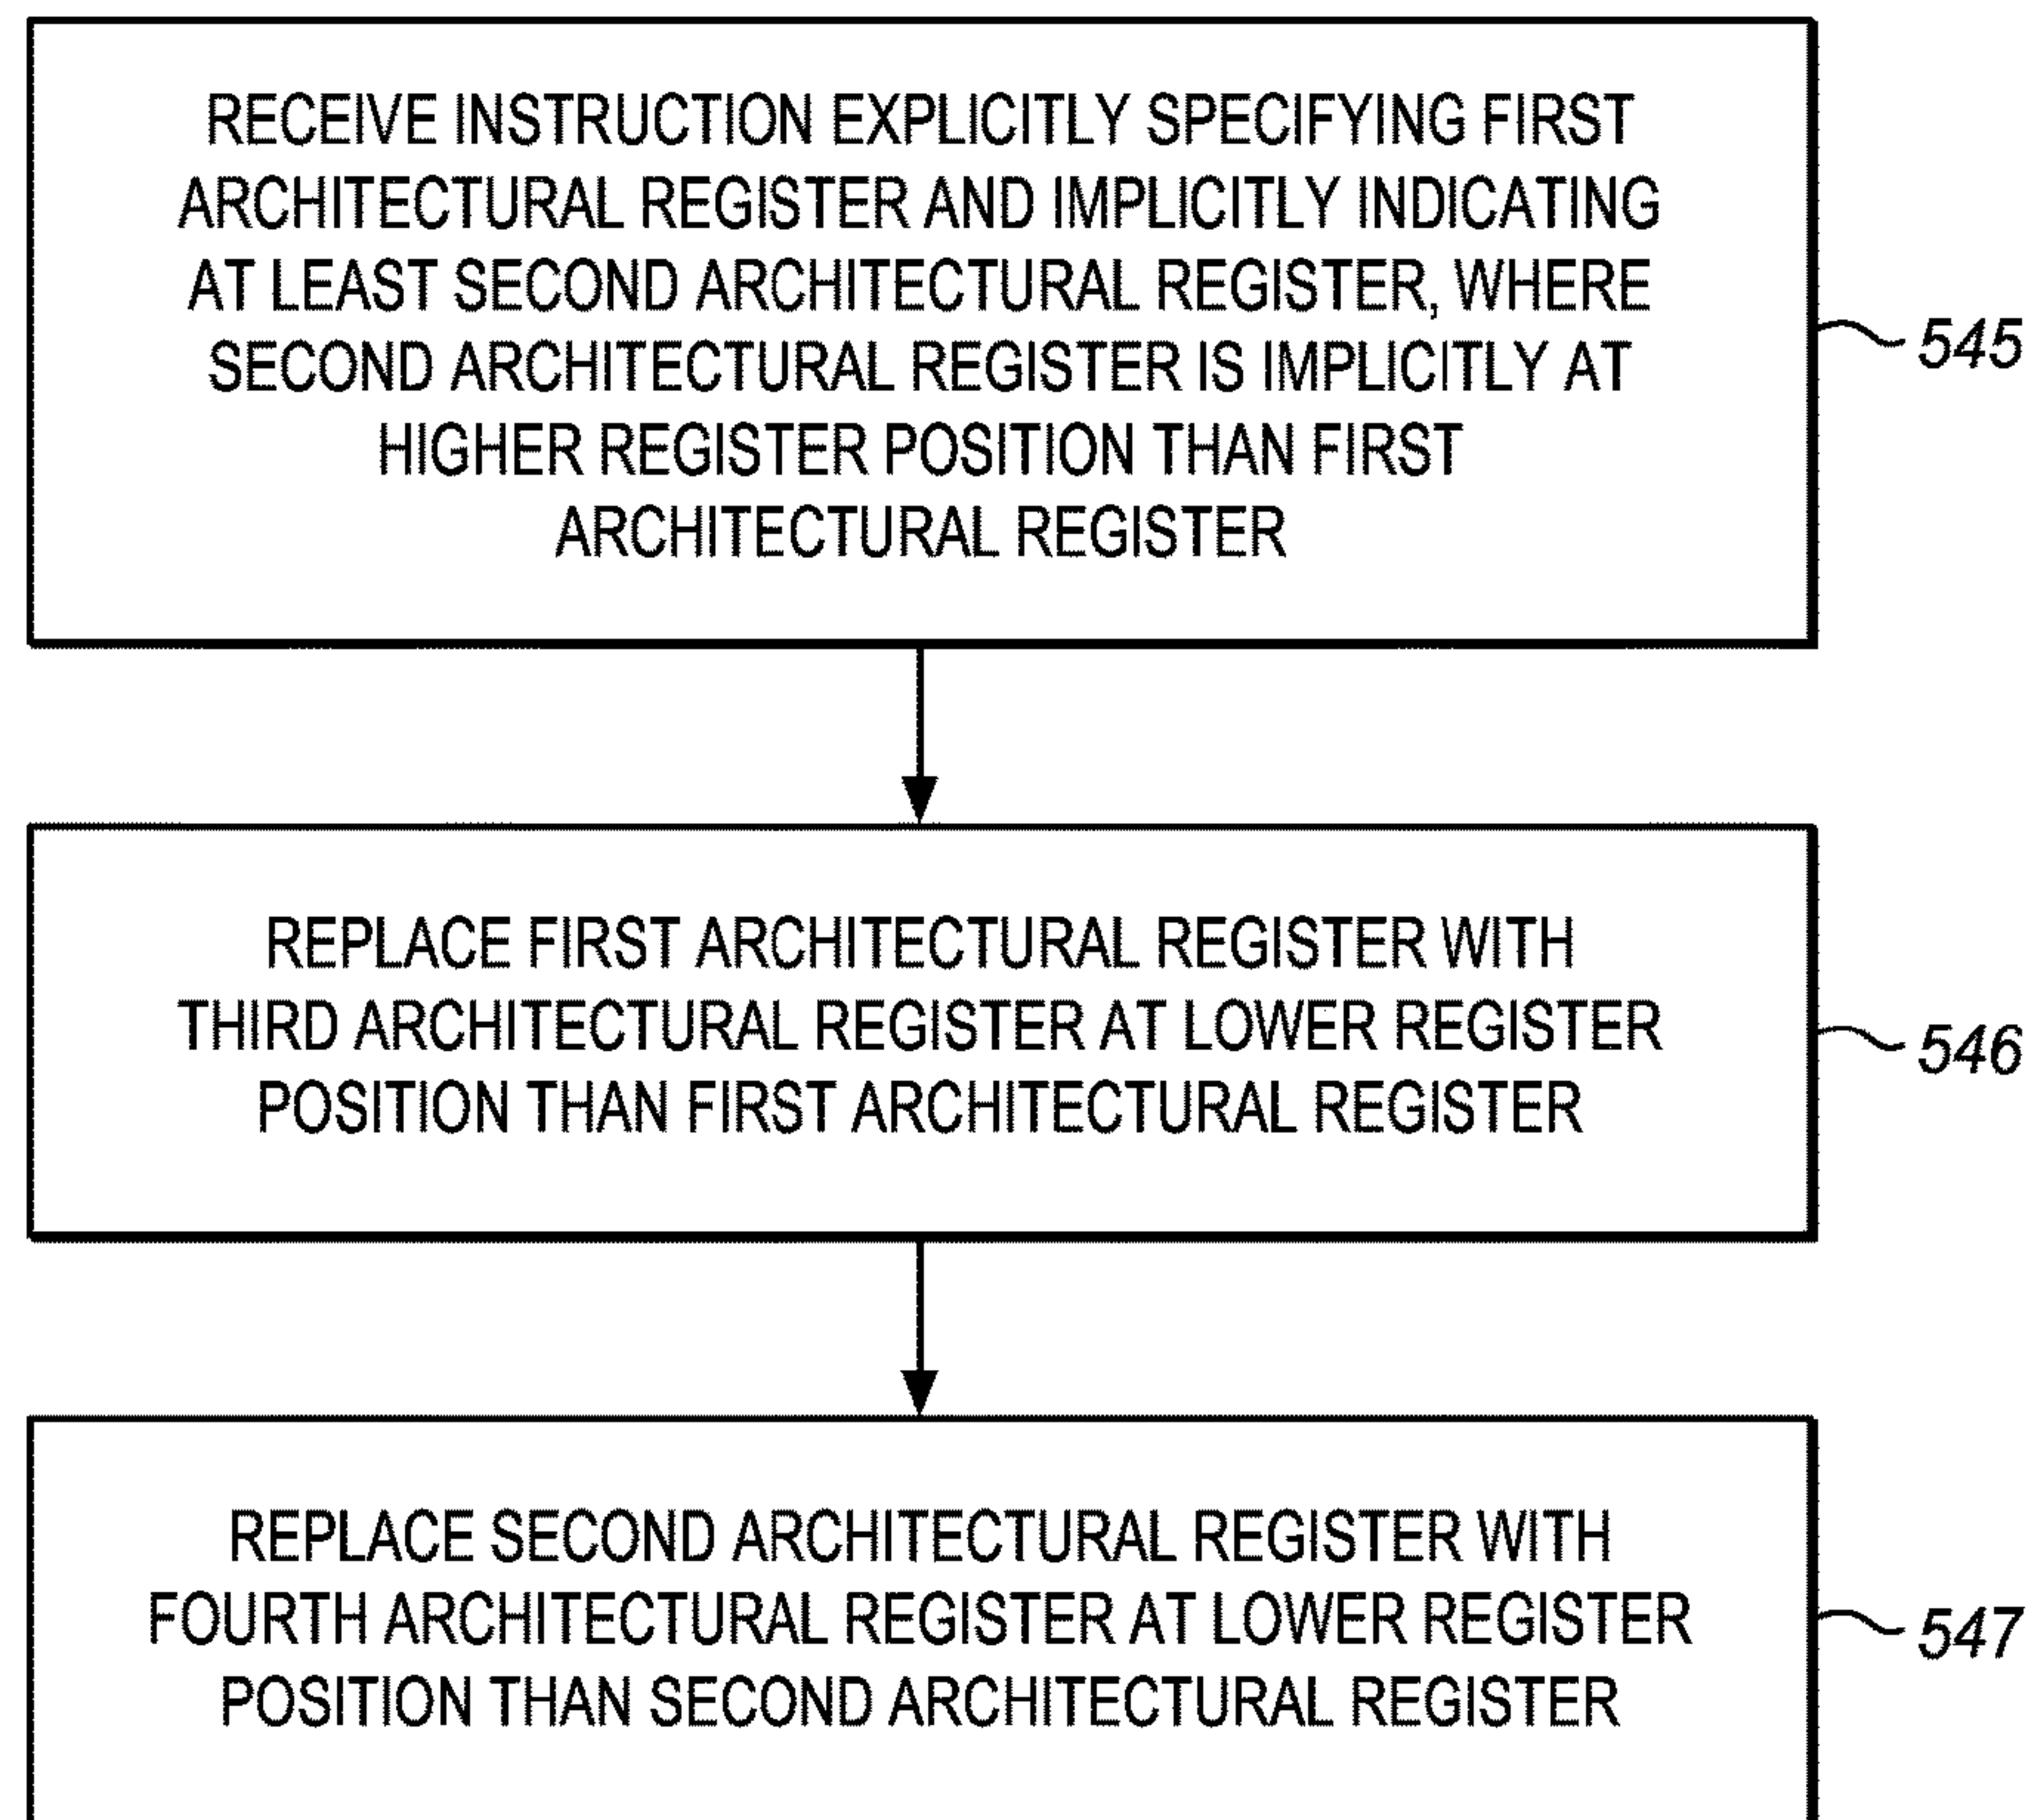 RECEIVE INSTRUCTION EXPLICITLY SPECIFYING FIRST
ARCHITECTURAL REGISTER AND IMPLICITLY INDICATING
AT LEAST SECOND ARCHITECTURAL REGISTER, WHERE
SECOND ARCHITECTURAL REGISTER IS IMPLICITLY AT
HIGHER REGISTER POSITION THAN FIRST
ARCHITECTURAL REGISTER
545
REPLACE FIRST ARCHITECTURAL REGISTER WITH
THIRD ARCHITECTURAL REGISTER AT LOWER REGISTER
POSITION THAN FIRST ARCHITECTURAL REGISTER
546
REPLACE SECOND ARCHITECTURAL REGISTER WITH
FOURTH ARCHITECTURAL REGISTER AT LOWER REGISTER
POSITION THAN SECOND ARCHITECTURAL REGISTER
547